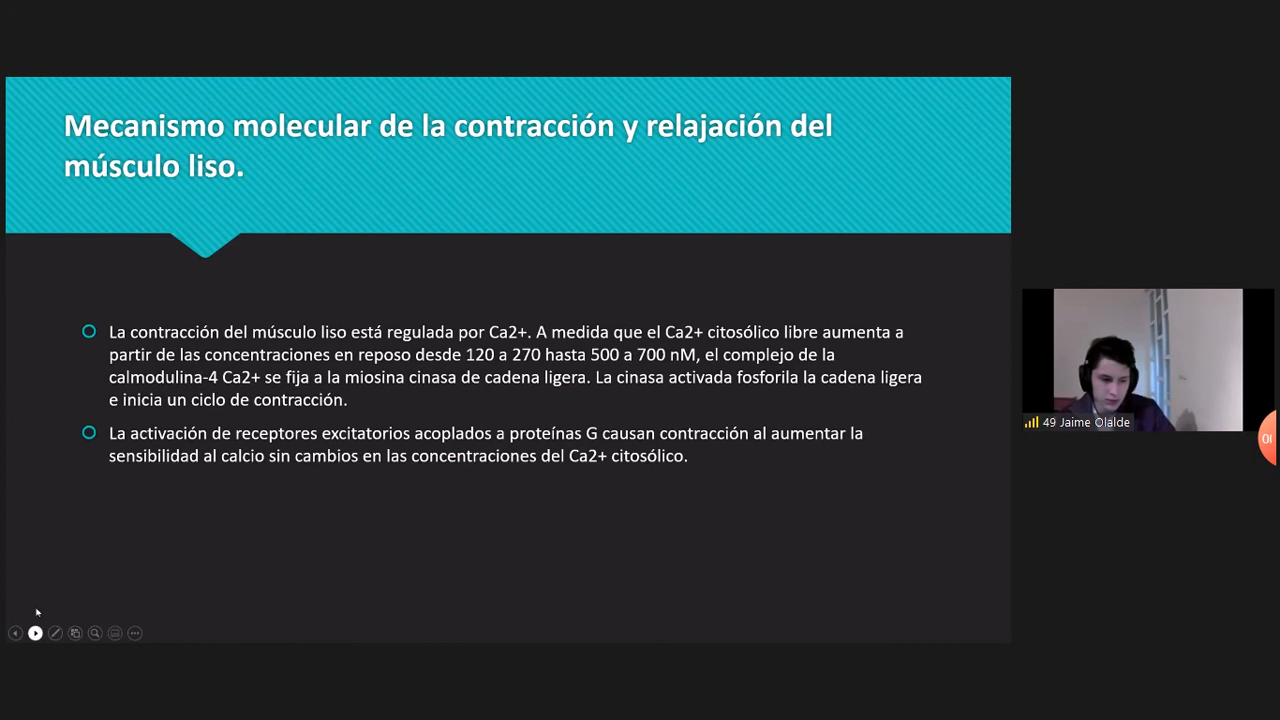 Mecanismo molecular de la contracción y relajación del
músculo liso.
La contracción del músculo liso está regulada por Ca2+. A medida que el Ca2+ citosólico libre aumenta a
partir de las concentraciones en reposo desde 120 a 270 hasta 500 a 700 nM, el complejo de la
calmodulina-4 Ca2+ se fija a la miosina cinasa de cadena ligera. La cinasa activada fosforila la cadena ligera
e inicia un ciclo de contracción.
La activación de receptores excitatorios acoplados a proteínas G causan contracción al aumentar la
sensibilidad al calcio sin cambios en las concentraciones del Ca2+ citosólico.
49 Jaime Olalde